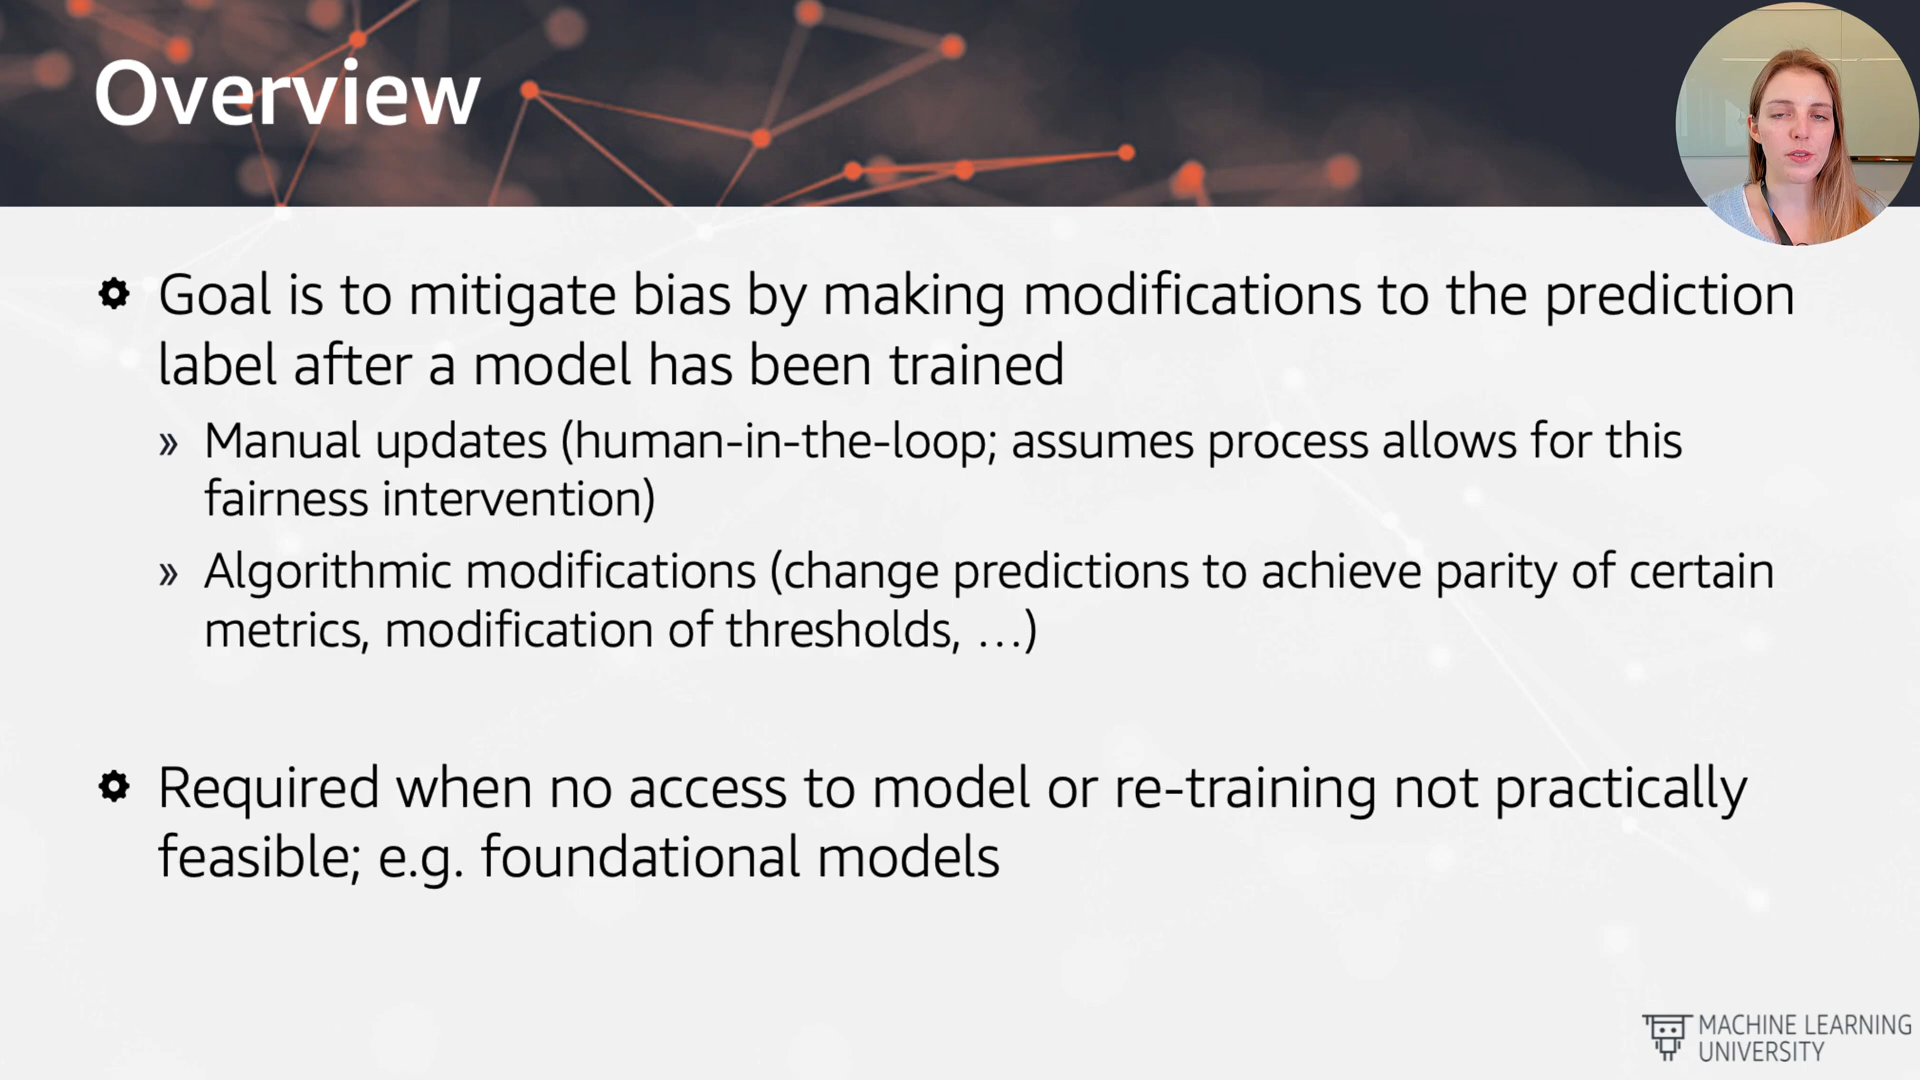 Overview
Goal is to mitigate bias by making modifications to the prediction
label after a model has been trained
» Manual updates (human-in-the-loop; assumes process allows for this
fairness intervention)
» Algorithmic modifications (change predictions to achieve parity of certain
metrics, modification of thresholds, …)
Required when no access to model or re-training not practically
feasible; e.g. foundational models
MACHINE LEARNING
UNIVERSITY